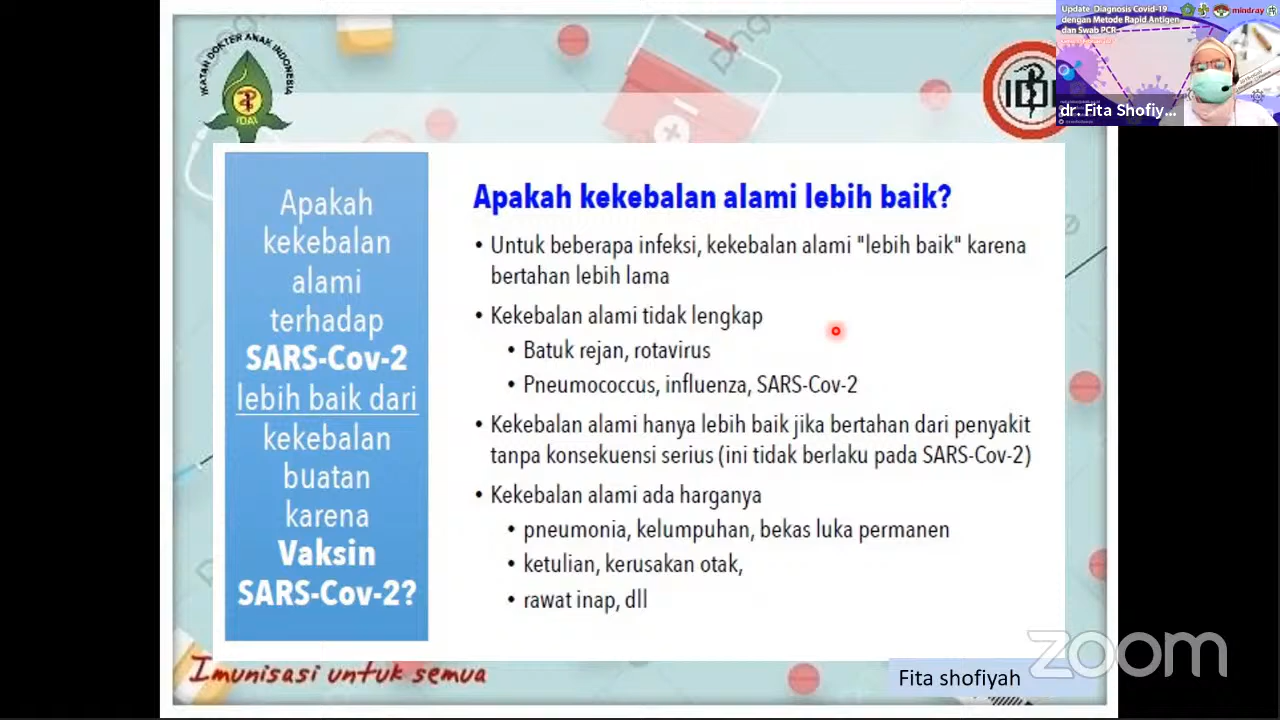 IKATAN DOKTER ANAK INDONESIA
IDAI
IDI
Update Diagnosis Covid-19
dengan Metode Rapid Antigen
dan Swab PCR
mindray
dr. Fita Shofiy...
Apakah
kekebalan
alami
terhadap
SARS-Cov-2
lebih baik dari
kekebalan
buatan
karena
Vaksin
SARS-Cov-2?
Apakah kekebalan alami lebih baik?
• Untuk beberapa infeksi, kekebalan alami "lebih baik" karena
bertahan lebih lama
• Kekebalan alami tidak lengkap
• Batuk rejan, rotavirus
• Pneumococcus, influenza, SARS-Cov-2
• Kekebalan alami hanya lebih baik jika bertahan dari penyakit
tanpa konsekuensi serius (ini tidak berlaku pada SARS-Cov-2)
• Kekebalan alami ada harganya
• pneumonia, kelumpuhan, bekas luka permanen
• ketulian, kerusakan otak,
• rawat inap, dll
Imunisasi untuk semua
Fita shofiyah
zoom